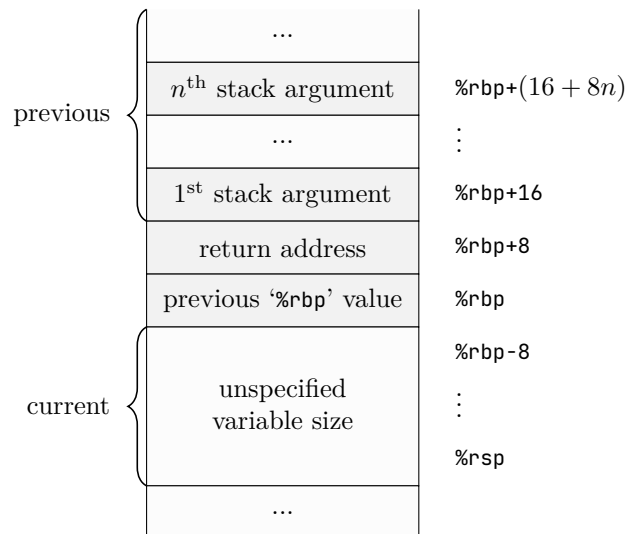 ...
nth stack argument %rbp+(16 + 8n)
previous
... ⋮
1st stack argument %rbp+16
return address %rbp+8
previous ‘%rbp’ value %rbp
%rbp-8
unspecified
current ⋮
variable size
%rsp
...